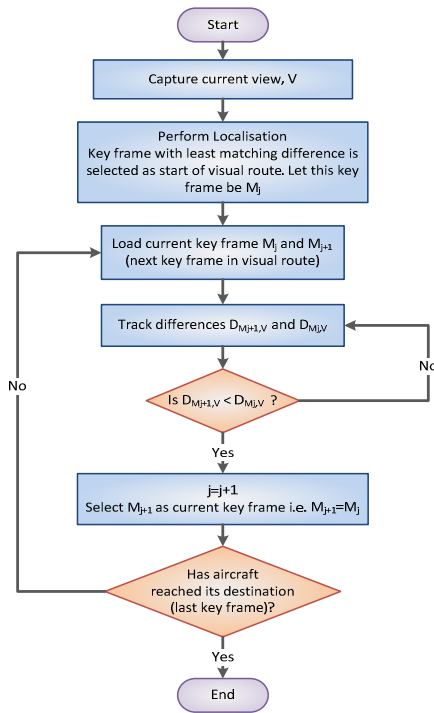 Start
Capture current view, V
Perform Localisation
Key frame with least matching difference is
selected as start of visual route. Let this key
frame be Mj
Load current key frame Mj and Mj+1
(next key frame in visual route)
Track differences DMj+1,V and DMj,V
No
No
Is DMj+1,V < DMj,V ?
Yes
j=j+1
Select Mj+1 as current key frame i.e. Mj+1=Mj
Has aircraft
reached its destination
(last key frame)?
Yes
End